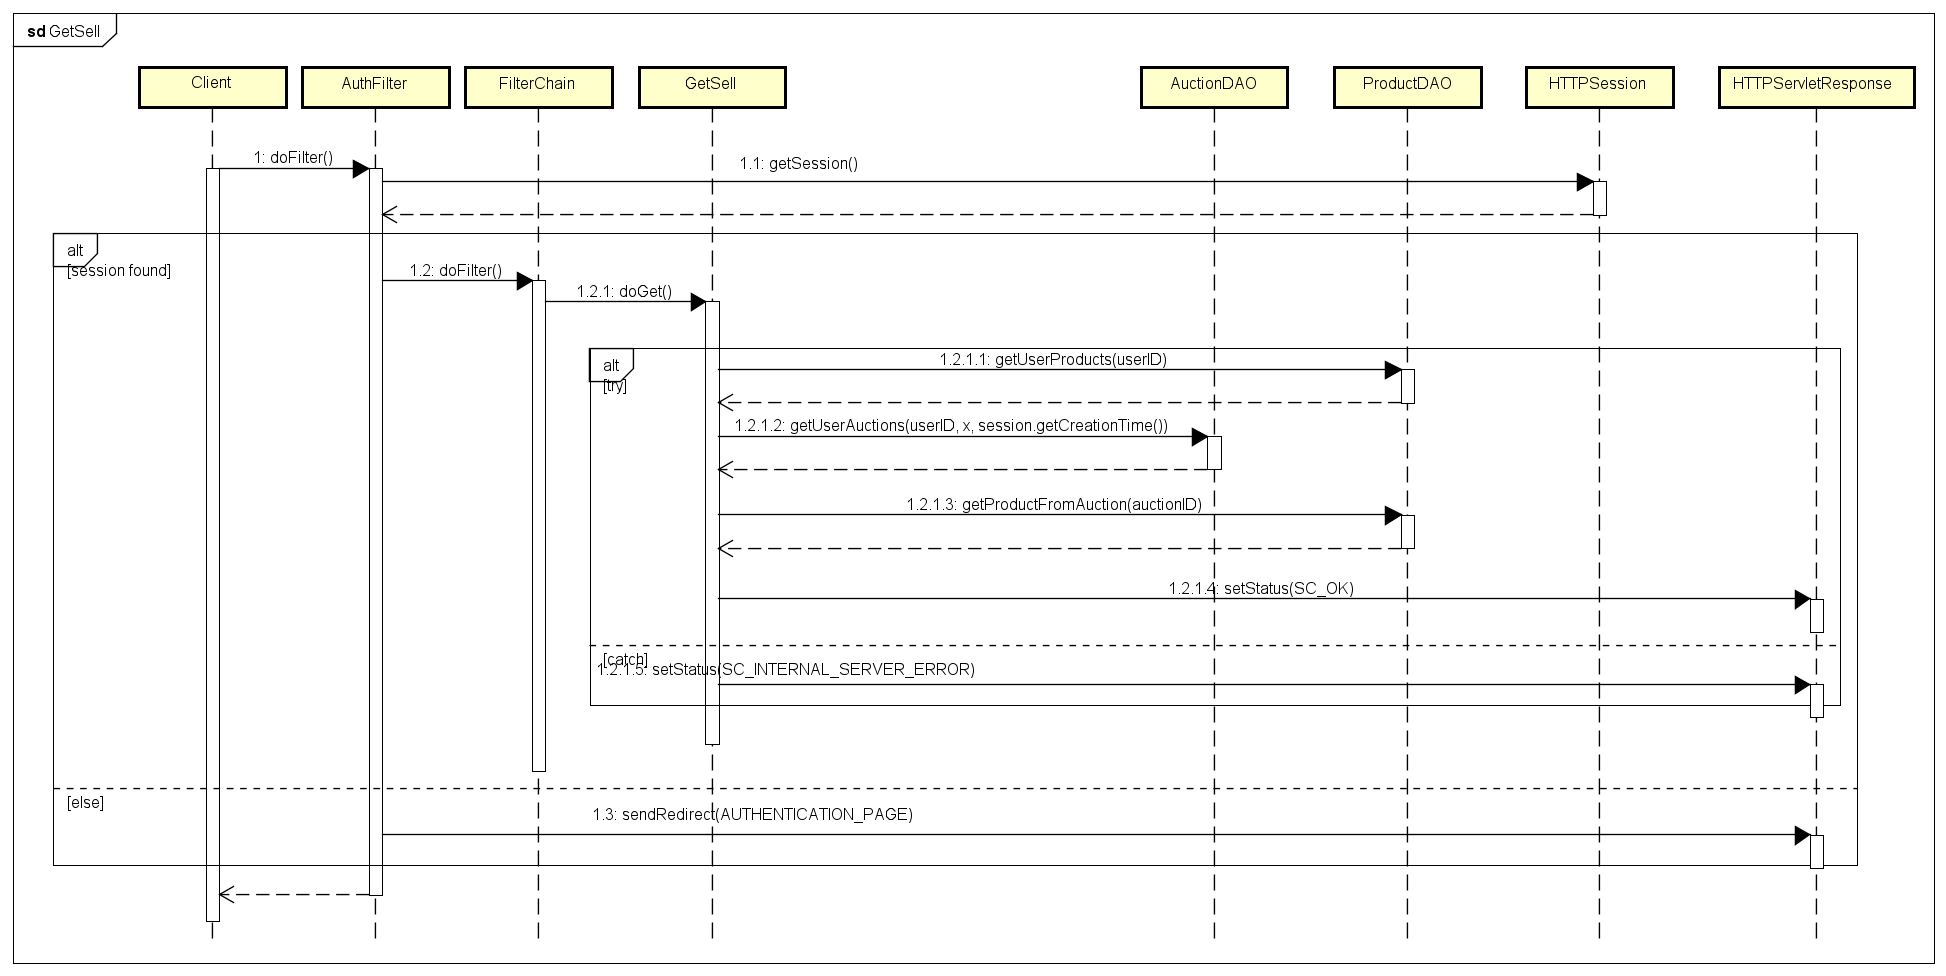 sd GetSell
Client
AuthFilter
FilterChain
GetSell
AuctionDAO
ProductDAO
HTTPSession
HTTPServletResponse
1: doFilter()
1.1: getSession()
alt
[session found]
1.2: doFilter()
1.2.1: doGet()
alt
[try]
1.2.1.1: getUserProducts(userID)
1.2.1.2: getUserAuctions(userID, x, session.getCreationTime())
1.2.1.3: getProductFromAuction(auctionID)
1.2.1.4: setStatus(SC_OK)
[catch]
1.2.1.5: setStatus(SC_INTERNAL_SERVER_ERROR)
[else]
1.3: sendRedirect(AUTHENTICATION_PAGE)